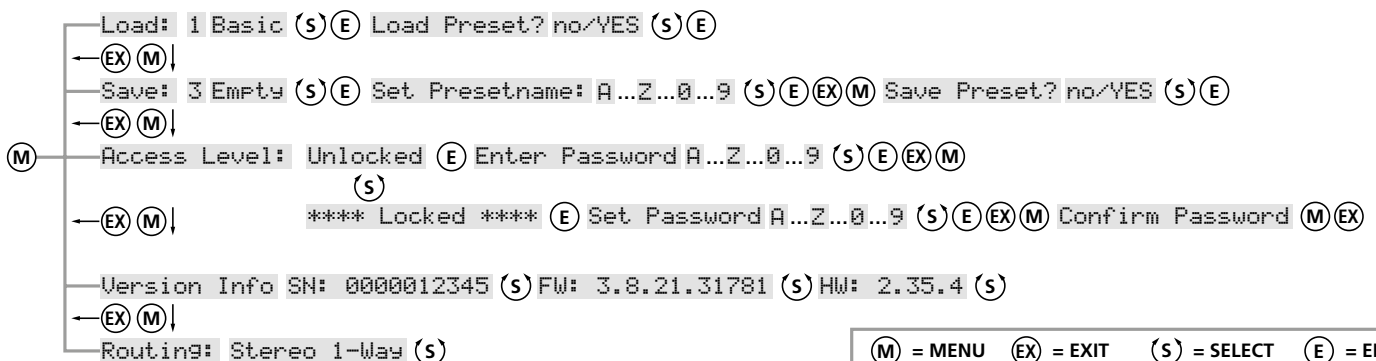 Load: 1 Basic (S) (E) Load Preset? no/YES (S) (E)
EX M
Save: 3 Empty (S) (E) Set Presetname: A...Z...0...9 (S) (E) (EX) (M) Save Preset? no/YES (S) (E)
EX M
M Access Level: Unlocked (E) Enter Password A...Z...0...9 (S) (E) (EX) (M)
(S)
EX M **** Locked **** (E) Set Password A...Z...0...9 (S) (E) (EX) (M) Confirm Password (M) (EX)
Version Info SN: 0000012345 (S) FW: 3.8.21.31781 (S) HW: 2.35.4 (S)
EX M
Routing: Stereo 1-Way (S)
(M) = MENU (EX) = EXIT (S) = SELECT (E) =